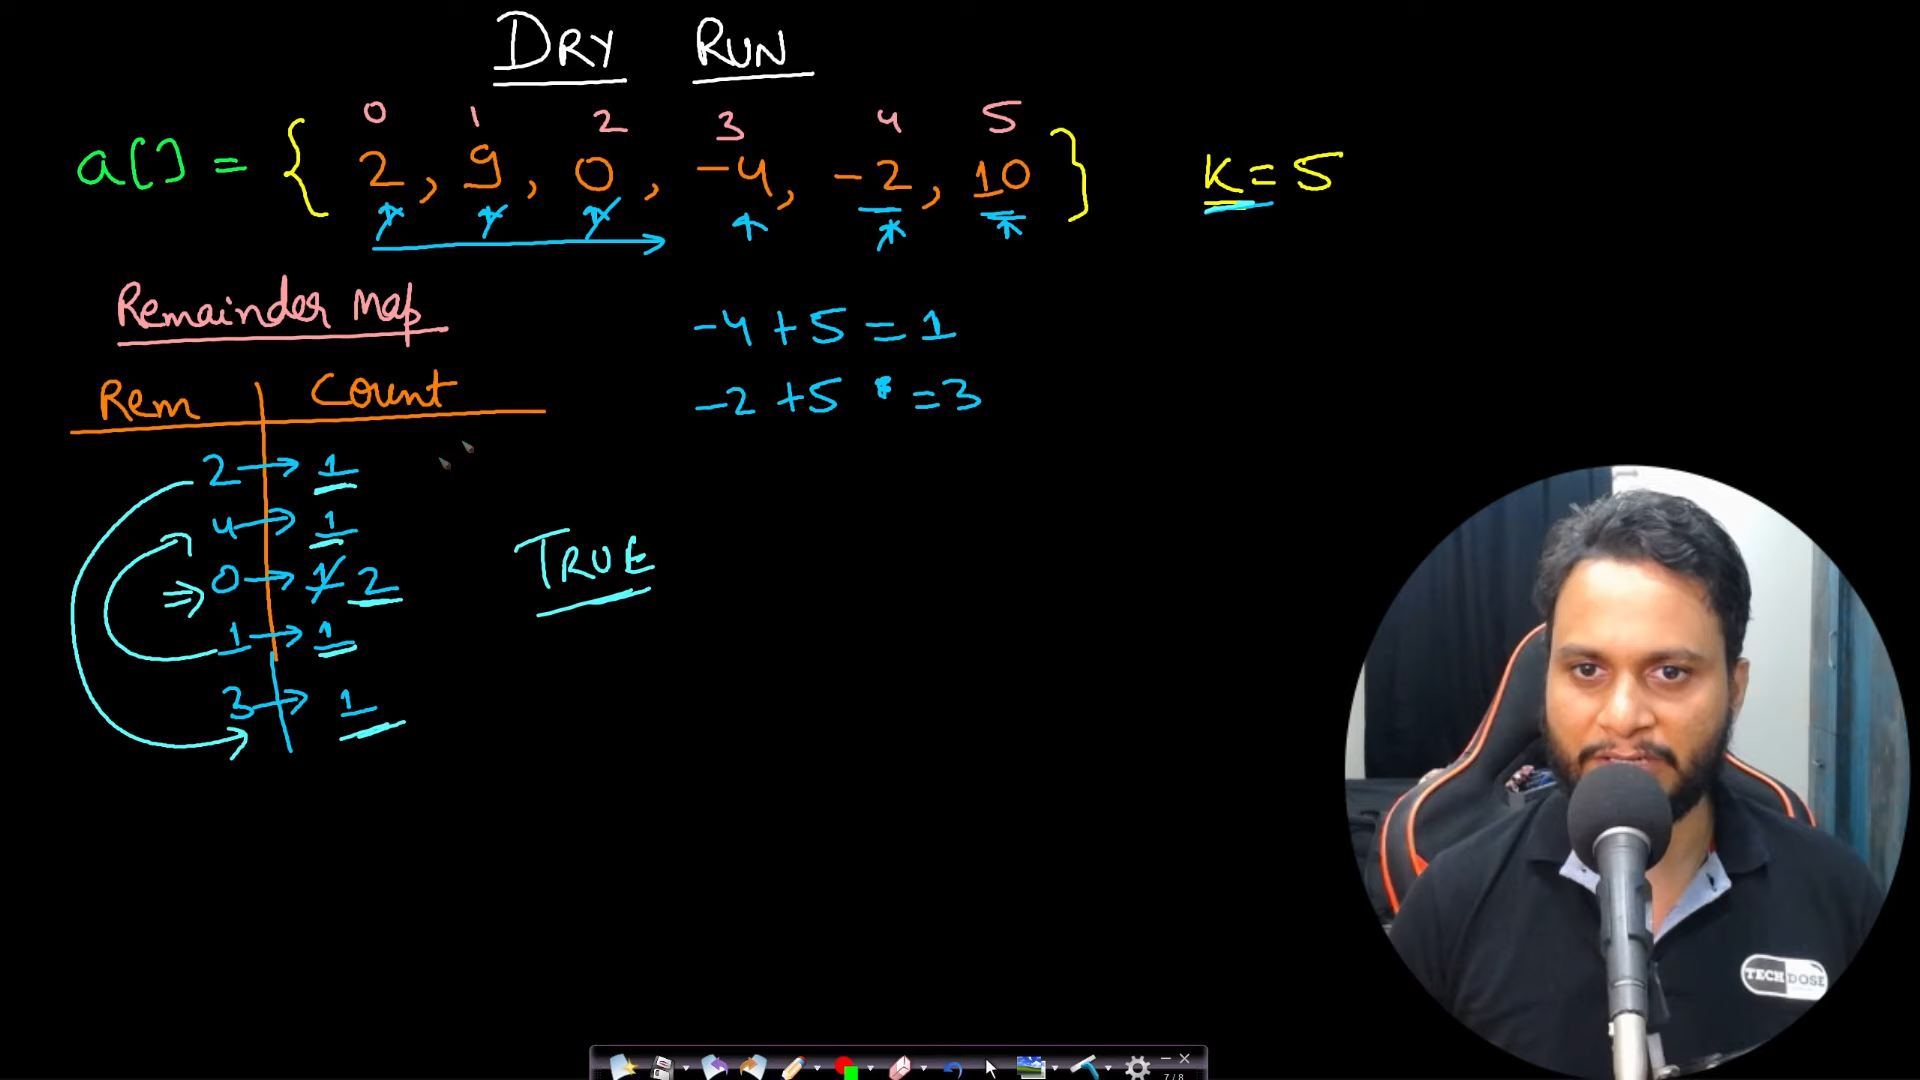 DRY RUN
0 1 2 3 4 5
a[] = { 2, 9, 0, -4, -2, 10 } K = 5
Remainder Map
-4 + 5 = 1
Rem Count
-2 + 5 = 3
2 → 1
4 → 1
TRUE
0 → 1 2
1 → 1
3 → 1
TECH DOSE
7 / 8